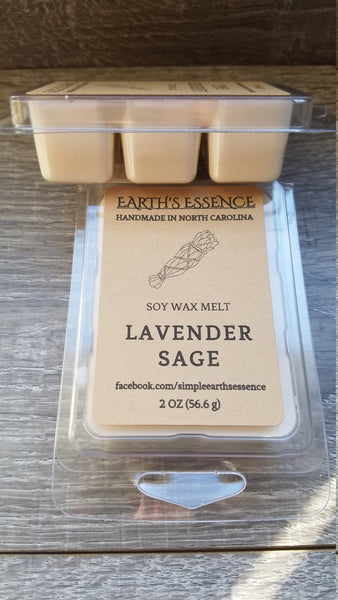 EARTH'S ESSENCE
HANDMADE IN NORTH CAROLINA
SOY WAX MELT
LAVENDER
SAGE
facebook.com/simpleearthsessence
2 OZ (56.6 g)